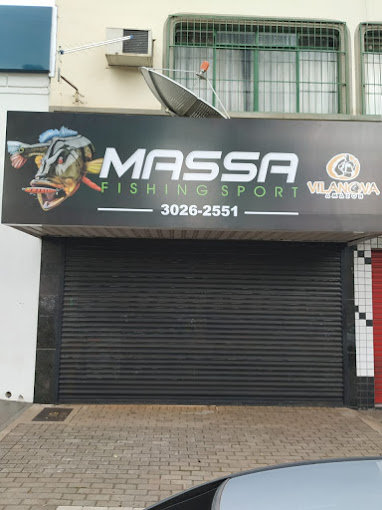 MASSA
FISHING SPORT
3026-2551
VILANOVA